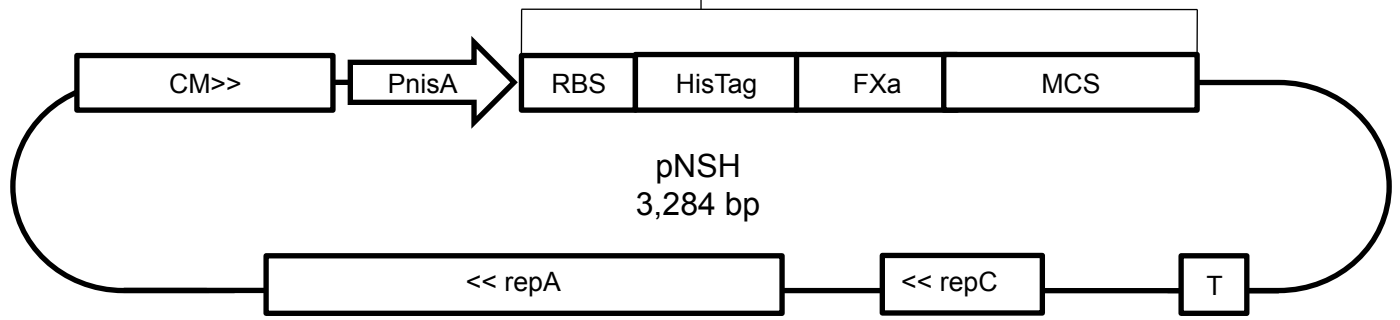 CM>> PnisA RBS HisTag FXa MCS
pNSH
3,284 bp
<< repA << repC T